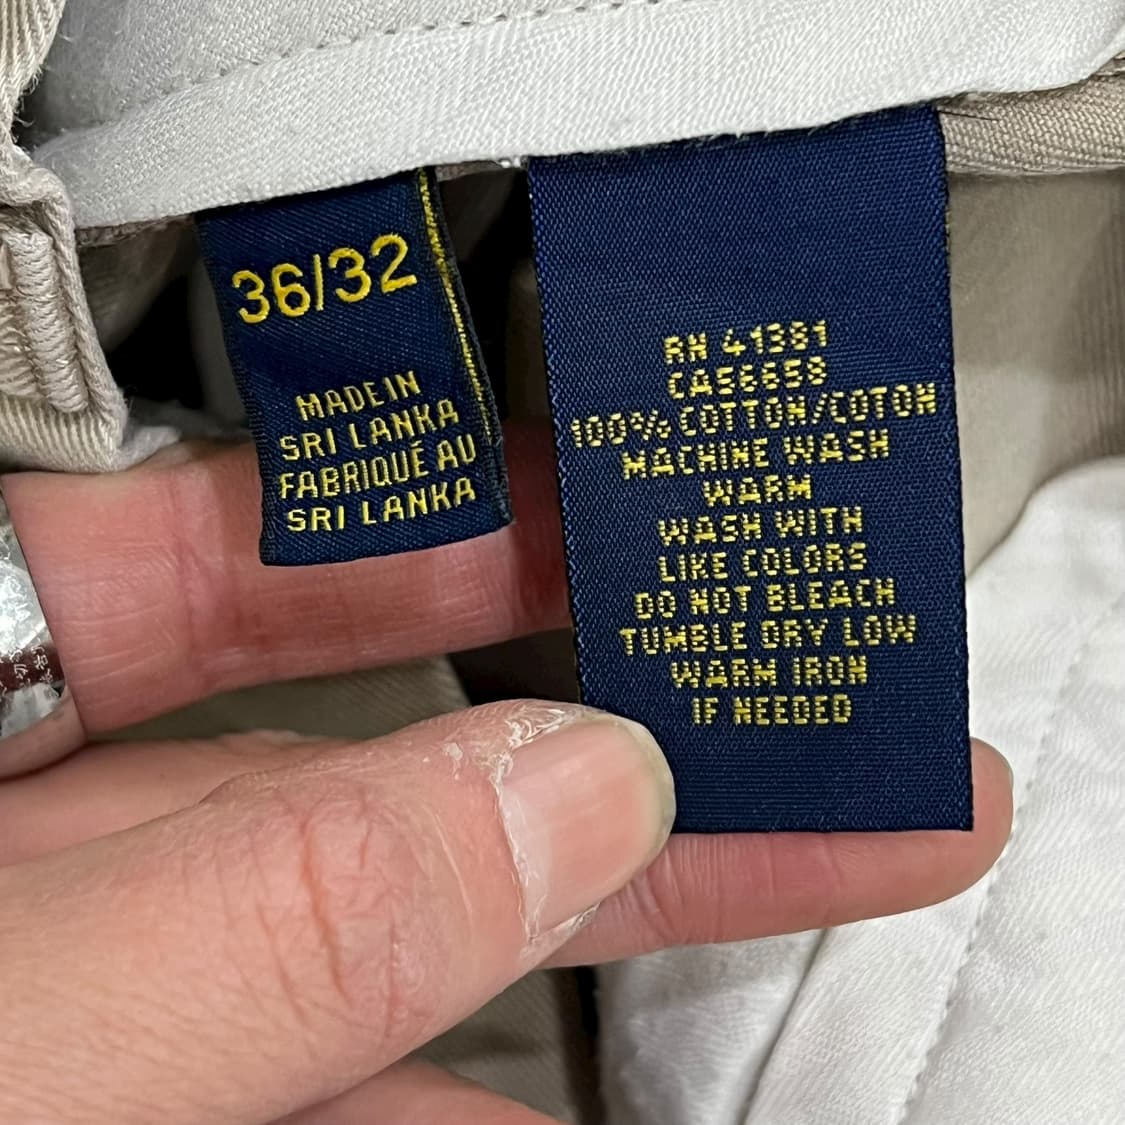 36/32
MADE IN
SRI LANKA
FABRIQUÉ AU
SRI LANKA
RN 41381
CA56658
100% COTTON/COTON
MACHINE WASH
WARM
WASH WITH
LIKE COLORS
DO NOT BLEACH
TUMBLE DRY LOW
WARM IRON
IF NEEDED